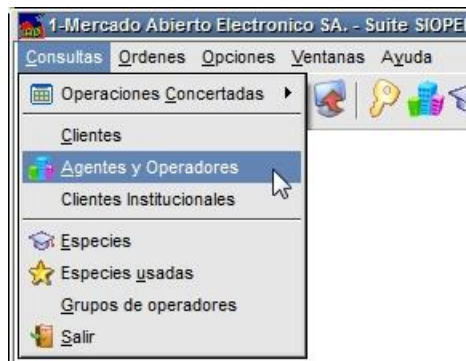 1-Mercado Abierto Electronico SA. - Suite SIOPE
Consultas Ordenes Opciones Ventanas Ayuda
Operaciones Concertadas
Clientes
Agentes y Operadores
Clientes Institucionales
Especies
Especies usadas
Grupos de operadores
Salir